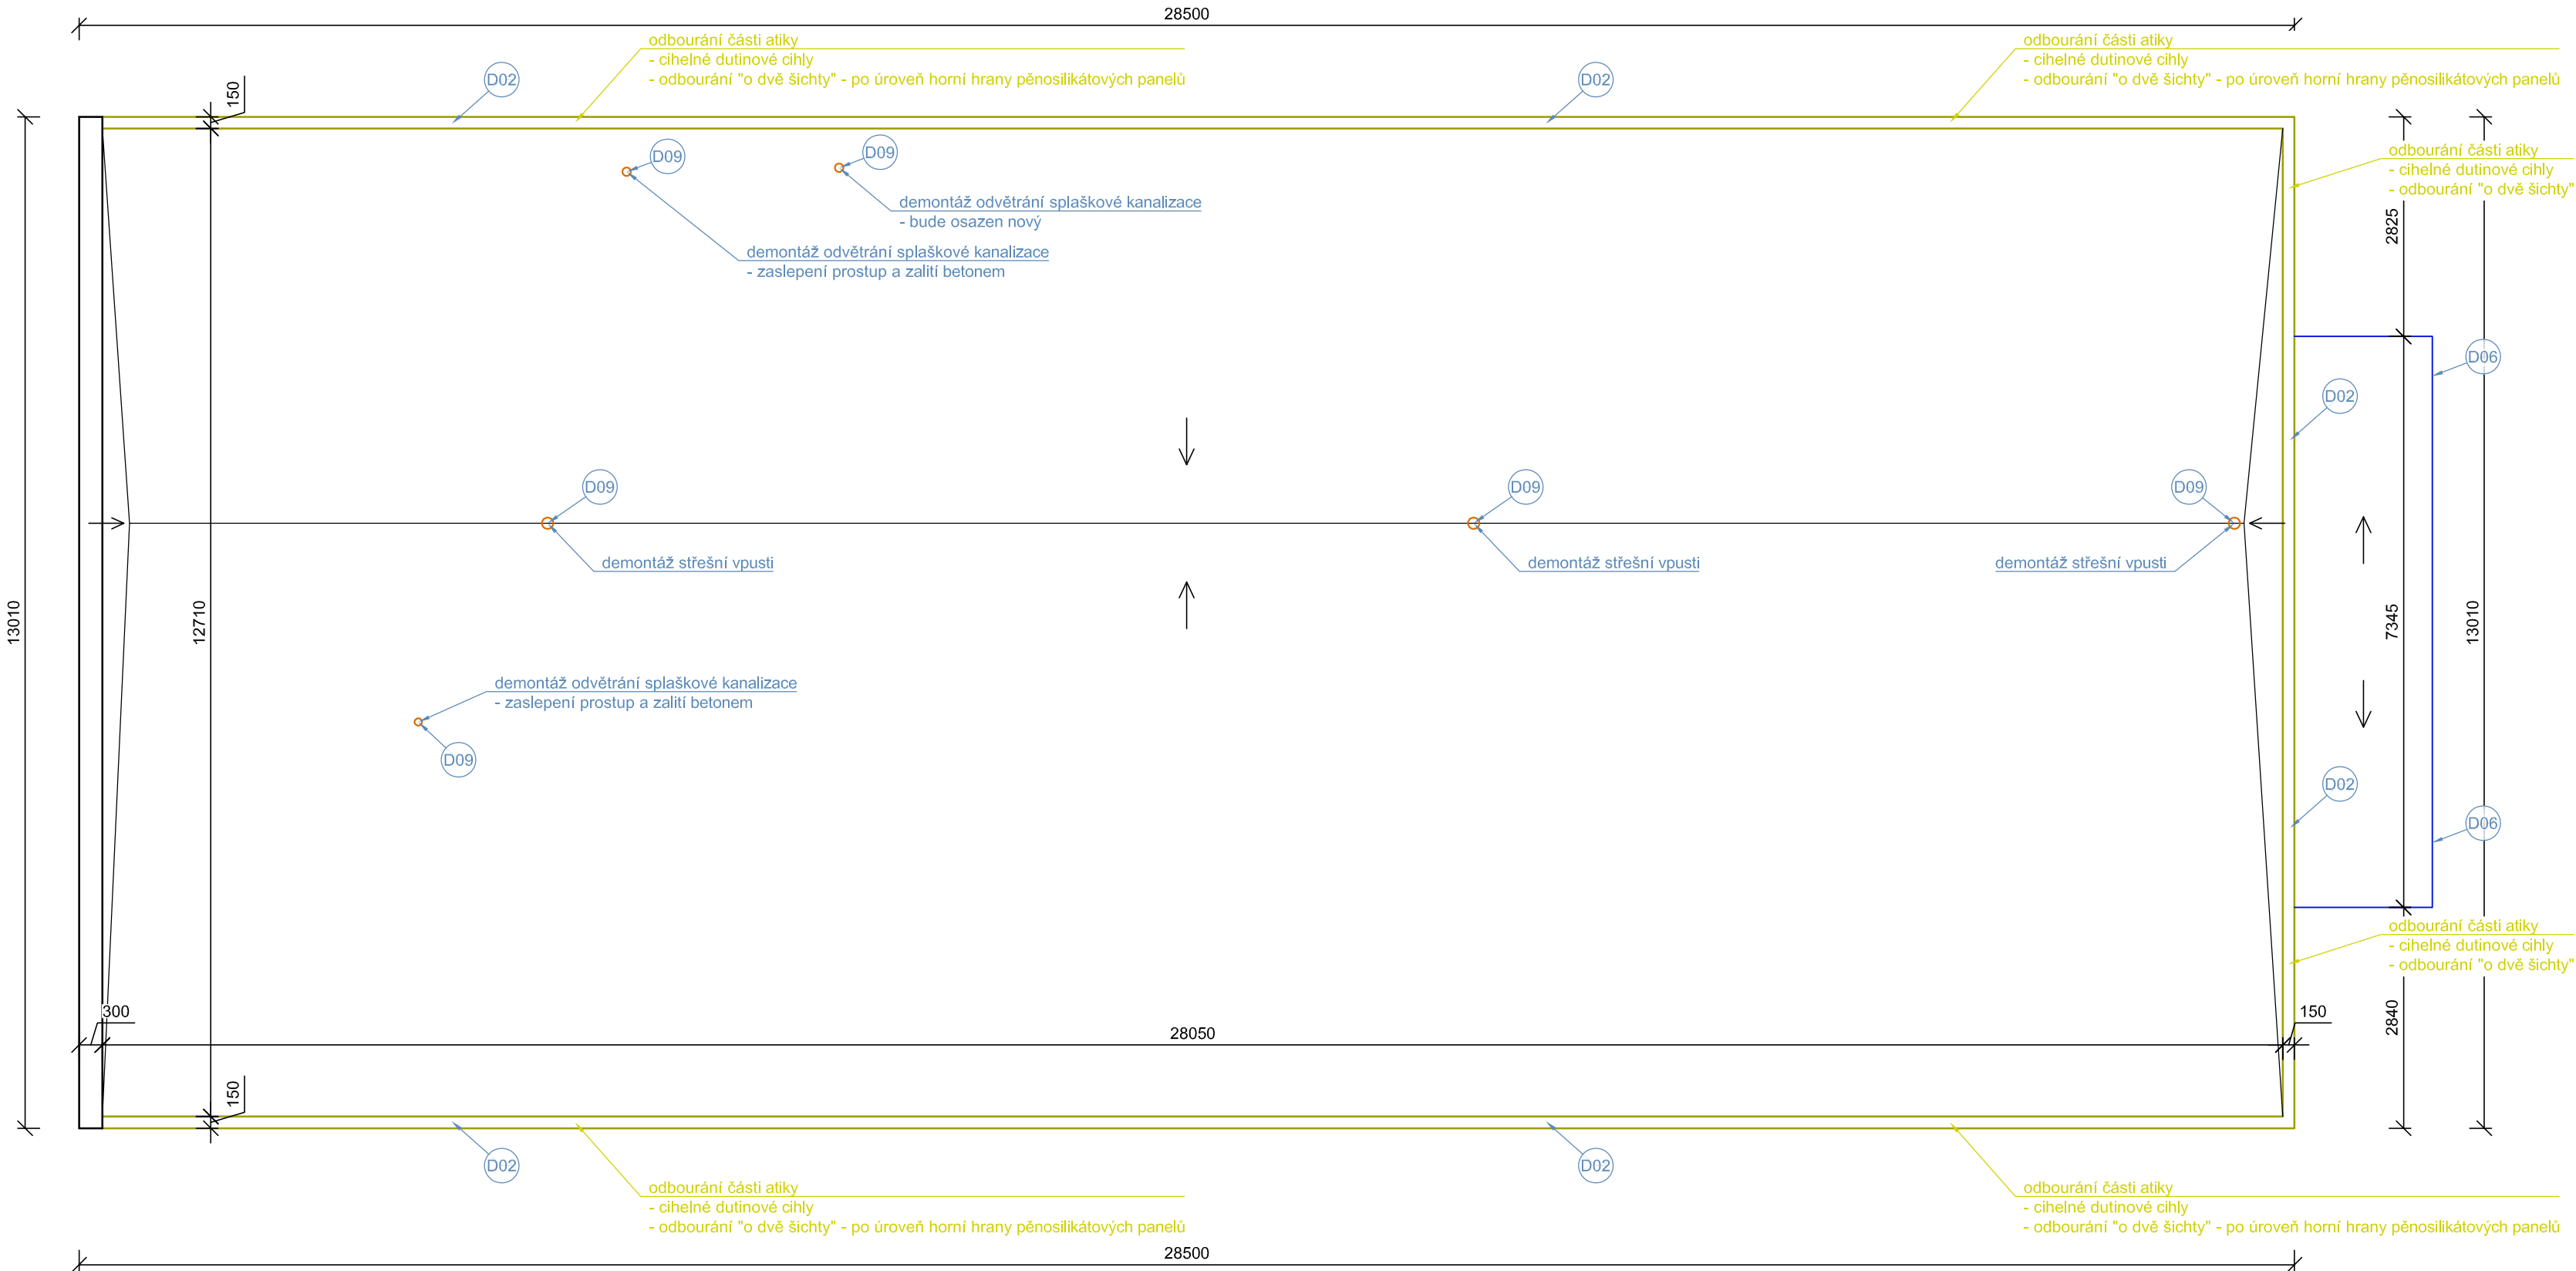 28500
odbourání části atiky
- cihelné dutinové cihly
- odbourání "o dvě šichty" - po úroveň horní hrany pěnosilikátových panelů
odbourání části atiky
- cihelné dutinové cihly
- odbourání "o dvě šichty" - po úroveň horní hrany pěnosilikátových panelů
D02
D02
150
odbourání části atiky
- cihelné dutinové cihly
- odbourání "o dvě šichty"
D09
D09
demontáž odvětrání splaškové kanalizace
- bude osazen nový
demontáž odvětrání splaškové kanalizace
- zaslepení prostup a zalití betonem
2825
D06
D02
D09
D09
D09
demontáž střešní vpusti
demontáž střešní vpusti
demontáž střešní vpusti
13010
12710
7345
13010
demontáž odvětrání splaškové kanalizace
- zaslepení prostup a zalití betonem
D09
D02
D06
odbourání části atiky
- cihelné dutinové cihly
- odbourání "o dvě šichty"
300
28050
150
2840
150
D02
D02
odbourání části atiky
- cihelné dutinové cihly
- odbourání "o dvě šichty" - po úroveň horní hrany pěnosilikátových panelů
odbourání části atiky
- cihelné dutinové cihly
- odbourání "o dvě šichty" - po úroveň horní hrany pěnosilikátových panelů
28500